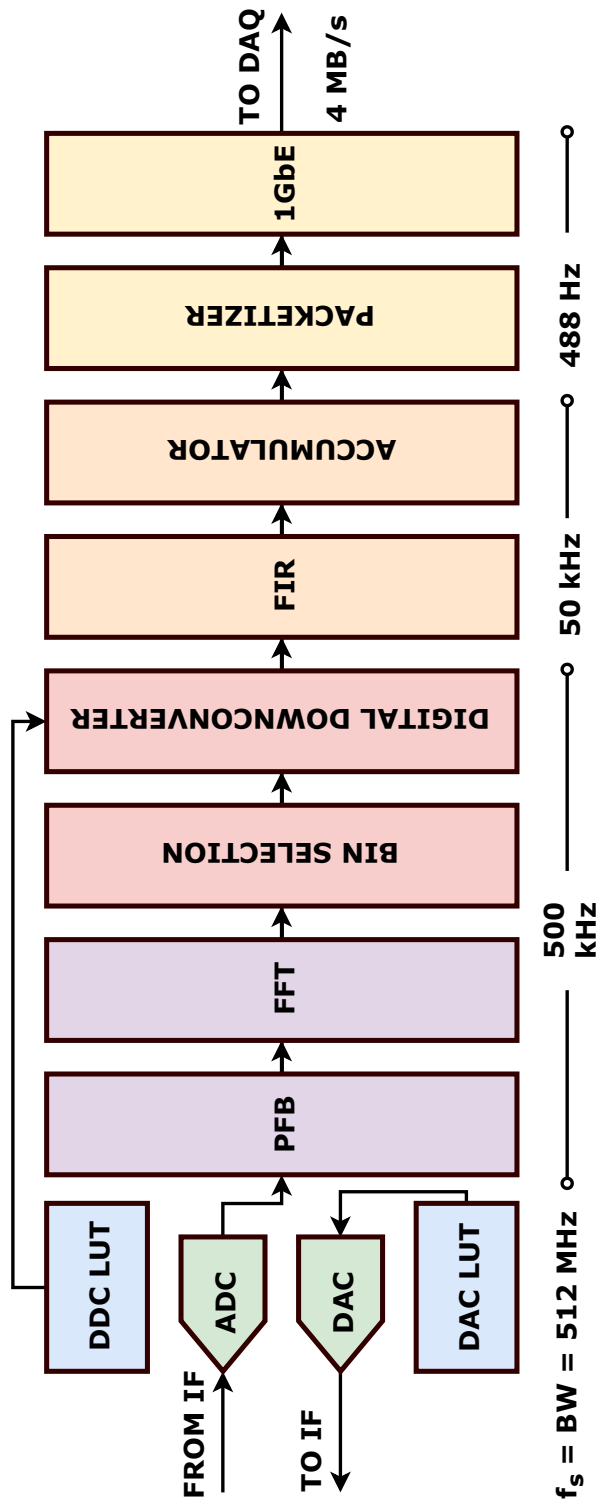 DDC LUT
FROM IF
ADC
TO IF
DAC
DAC LUT
PFB
FFT
BIN SELECTION
DIGITAL DOWNCONVERTER
FIR
ACCUMULATOR
PACKETIZER
1GbE
TO DAQ
4 MB/s
fₛ = BW = 512 MHz
500
kHz
50 kHz
488 Hz